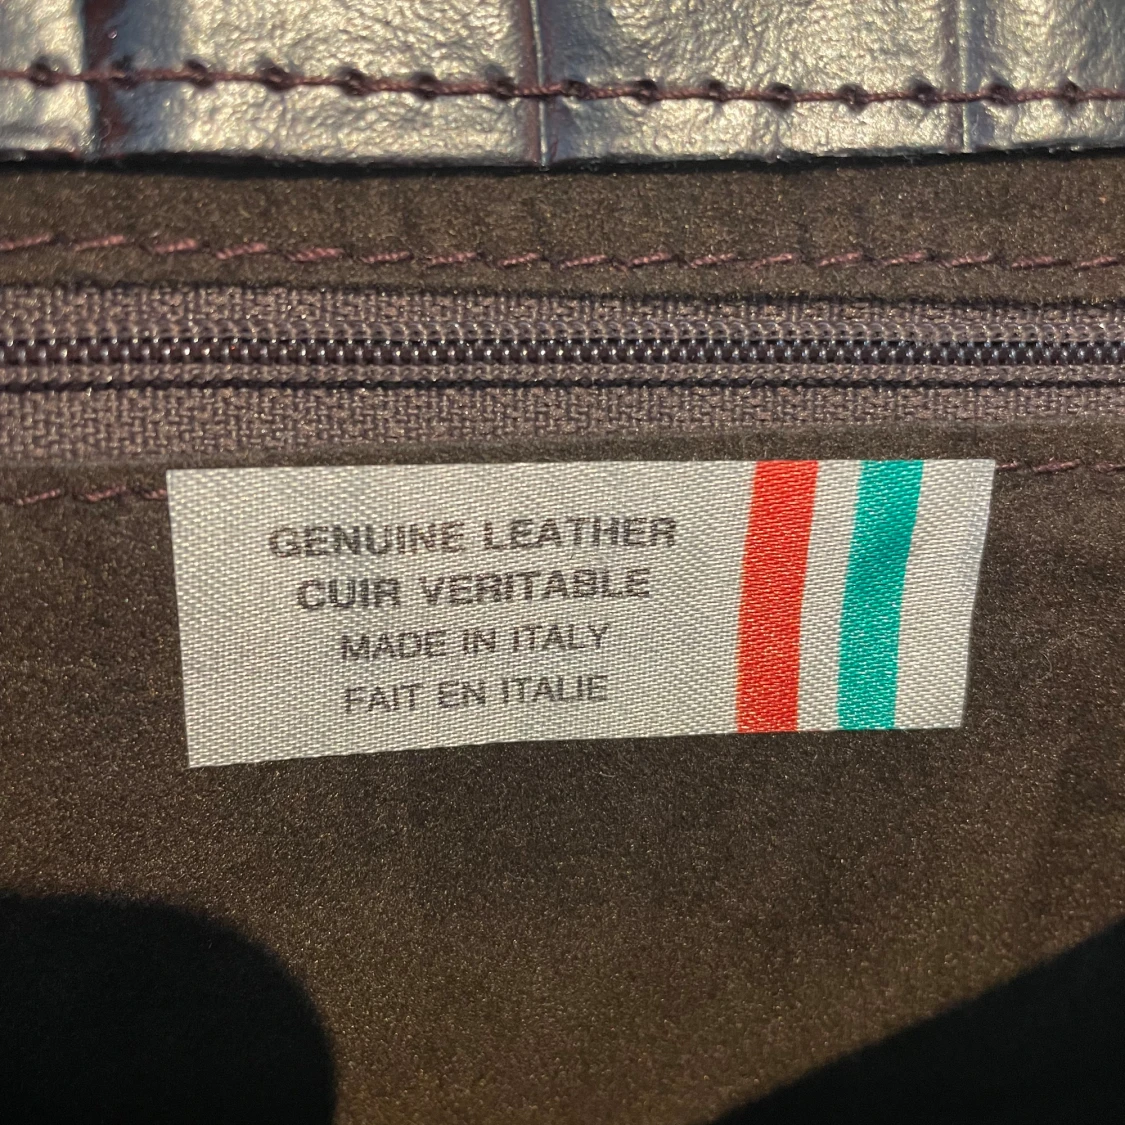 GENUINE LEATHER
CUIR VERITABLE
MADE IN ITALY
FAIT EN ITALIE